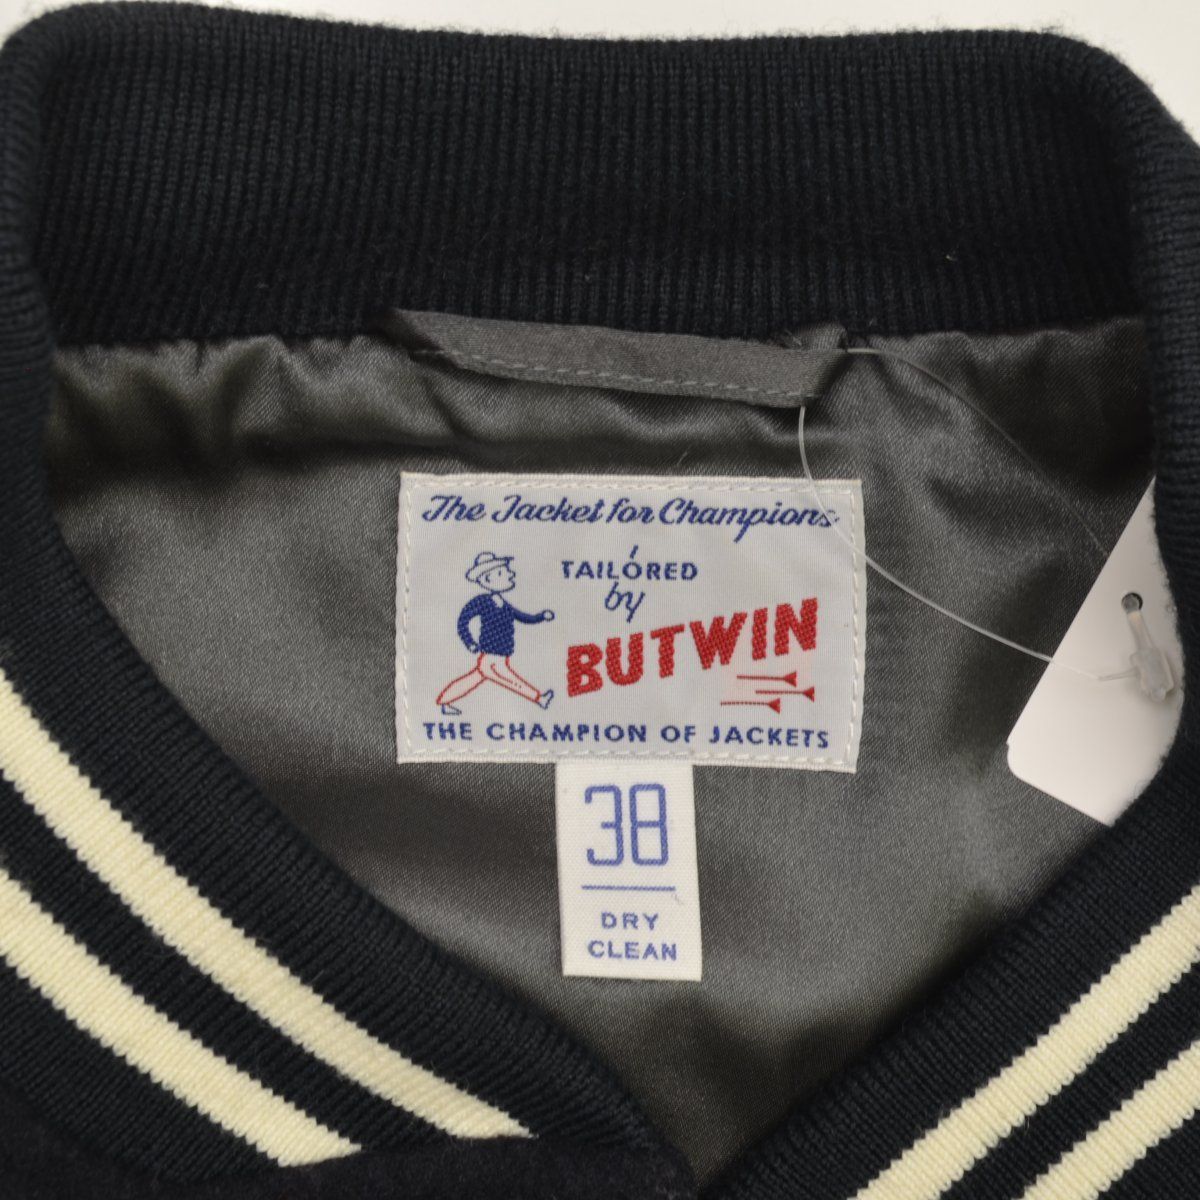 The Jacket for Champions
TAILORED
by
BUTWIN
THE CHAMPION OF JACKETS
38
DRY
CLEAN